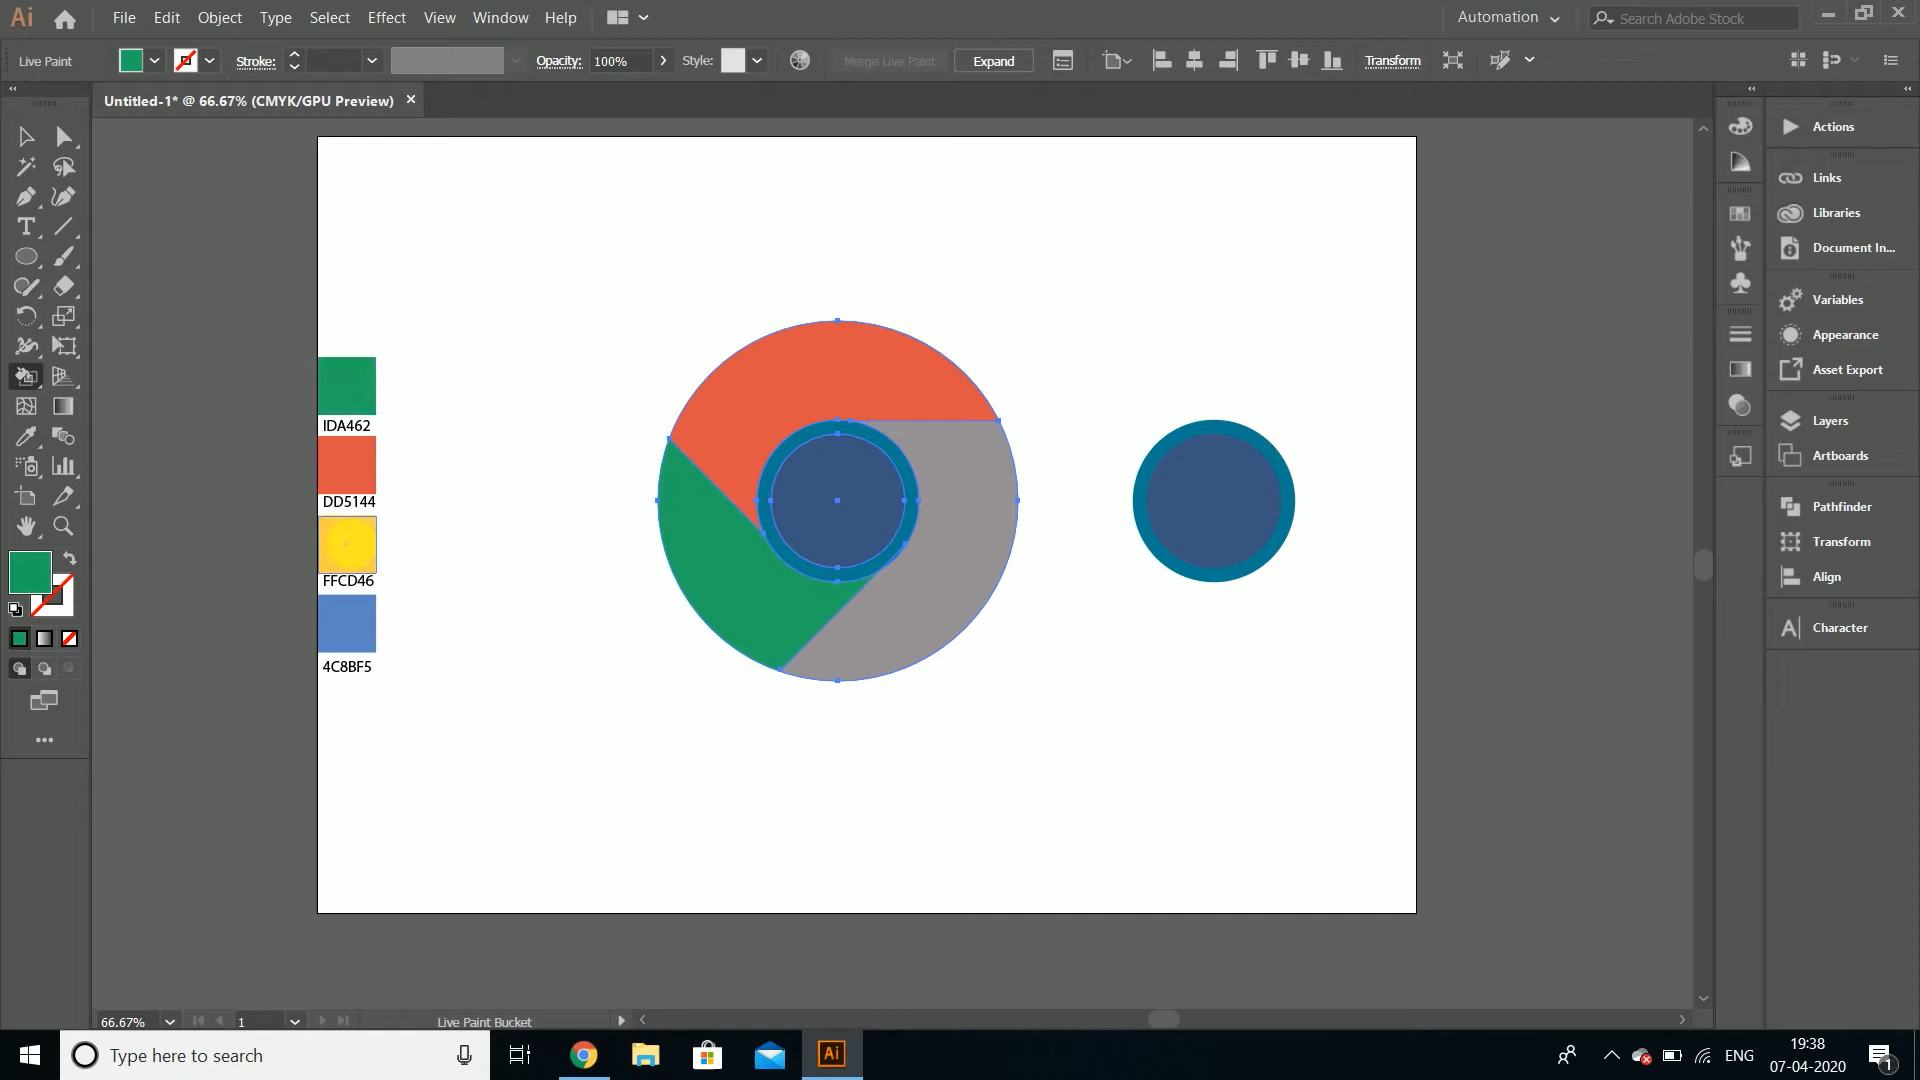 Ai File Edit Object Type Select Effect View Window Help Automation Search Adobe Stock
Live Paint Stroke: Opacity: 100% Style: Merge Live Paint Expand Transform
Untitled-1* @ 66.67% (CMYK/GPU Preview)
Actions
Links
Libraries
Document In...
Variables
Appearance
Asset Export
Layers
Artboards
Pathfinder
Transform
Align
Character
IDA462
DD5144
FFCD46
4C8BF5
66.67% 1 Live Paint Bucket
Type here to search
Ai
ENG
19:38
07-04-2020
1